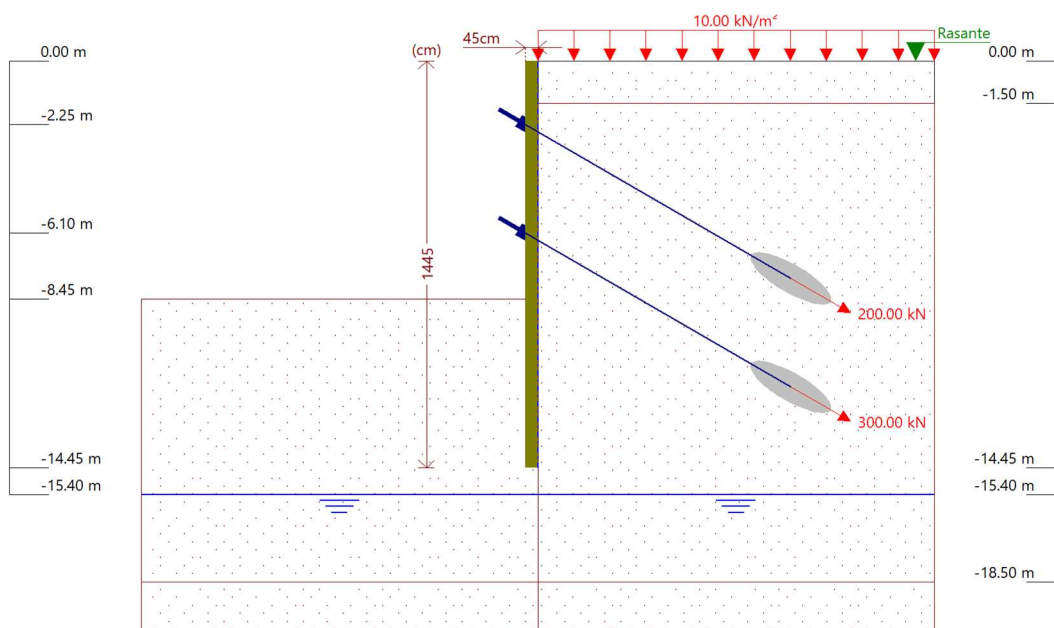 10.00 kN/m²
45cm
Rasante
(cm)
0.00 m
0.00 m
-1.50 m
-2.25 m
-6.10 m
1445
-8.45 m
200.00 kN
300.00 kN
-14.45 m
-14.45 m
-15.40 m
-15.40 m
-18.50 m